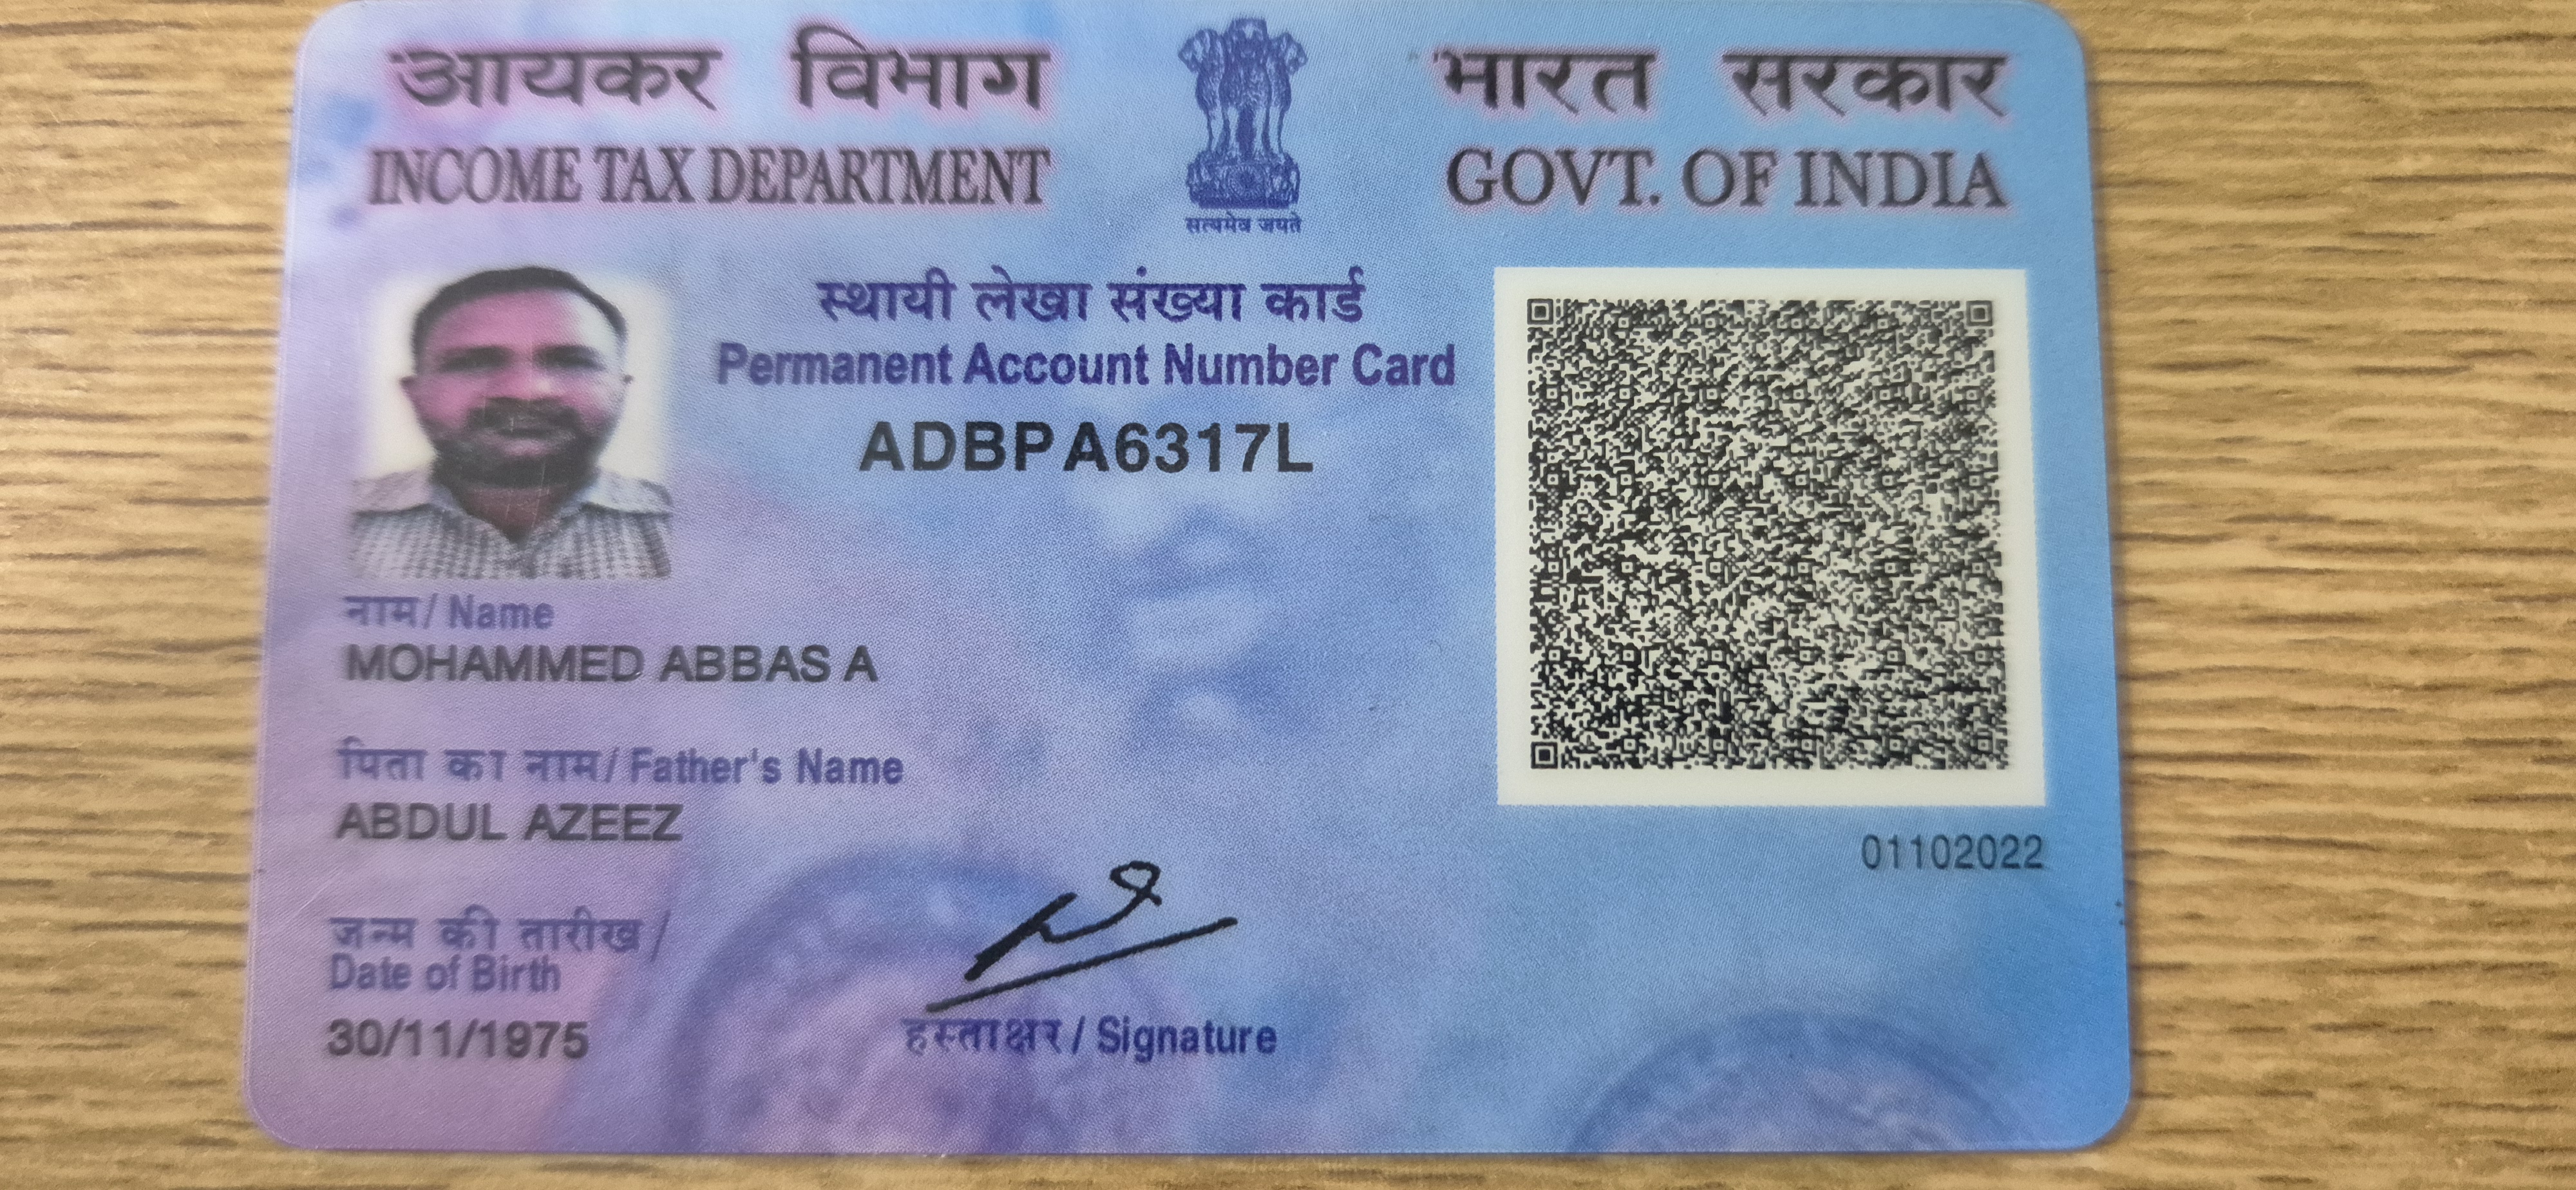 आयकर विभाग
INCOME TAX DEPARTMENT
सत्यमेव जयते
भारत सरकार
GOVT. OF INDIA
स्थायी लेखा संख्या कार्ड
Permanent Account Number Card
ADBPA6317L
नाम / Name
MOHAMMED ABBAS A
पिता का नाम / Father's Name
ABDUL AZEEZ
जन्म की तारीख /
Date of Birth
30/11/1975
हस्ताक्षर / Signature
01102022